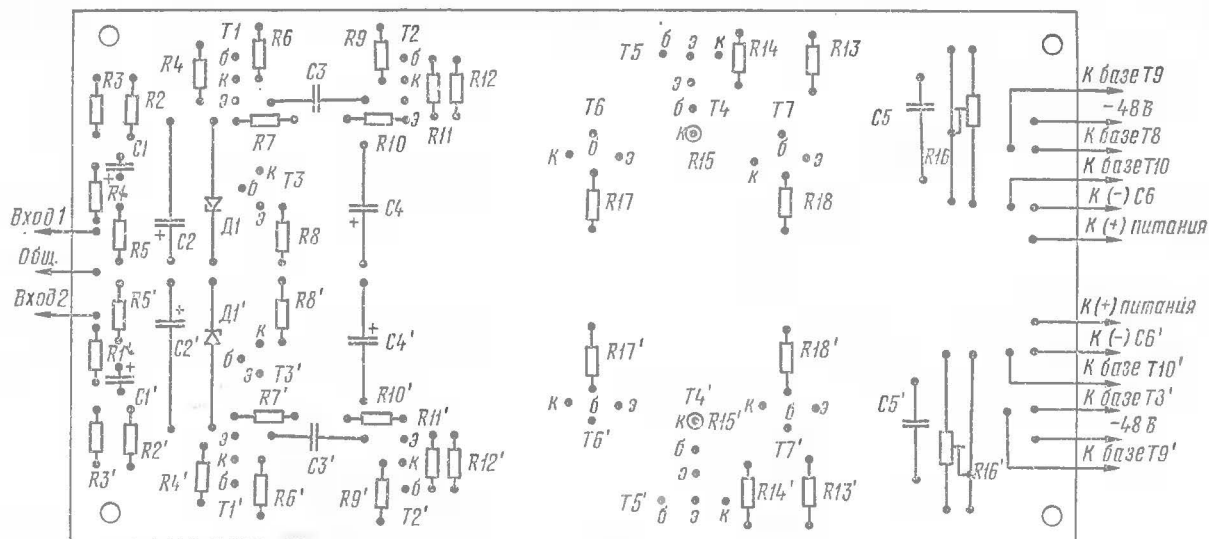 T1
R6
R9
T2
T5 б э к
R14
R13
R4
б
к
э
C3
б
к
э
R12
R11
R3
R2
R7
R10
э
б
T4
к
R15
T6
к б э
R17
T7
к б э
R18
C5
R16
К базе T9
-48 В
К базе T8
К базе T10
К (-) C6
К (+) питания
C1
+
R1
R5
C2
+
Д1
к
б
э
T3
R8
C4
+
Вход 1
Общ.
Вход 2
R5'
R1'
C1'
+
C2'
+
Д1'
R8'
к
б
э
T3'
C4'
+
R7'
R10'
R3'
R2'
R4'
э
к
б
T1'
R6'
C3'
R9'
э
к
б
T2'
R11'
R12'
R17'
к б э
T6'
T4'
к
R15'
б
э
R18'
к б э
T7'
T5' б э к
R14'
R13'
C5'
R16'
К (+) питания
К (-) C6'
К базе T10'
К базе T3'
-48 В
К базе T9'